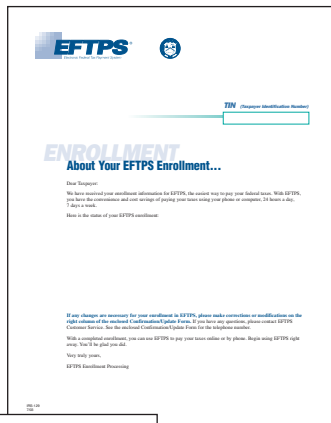 EFTPS
Electronic Federal Tax Payment System
TIN (Taxpayer Identification Number)
ENROLLMENT
About Your EFTPS Enrollment...
Dear Taxpayer:
We have received your enrollment information for EFTPS, the easiest way to pay your federal taxes. With EFTPS,
you have the convenience and cost savings of paying your taxes using your phone or computer, 24 hours a day,
7 days a week.
Here is the status of your EFTPS enrollment:
If any changes are necessary for your enrollment in EFTPS, please make corrections or modifications on the
right column of the enclosed Confirmation/Update Form. If you have any questions, please contact EFTPS
Customer Service. See the enclosed Confirmation/Update Form for the telephone number.
With a completed enrollment, you can use EFTPS to pay your taxes online or by phone. Begin using EFTPS right
away. You'll be glad you did.
Very truly yours,
EFTPS Enrollment Processing